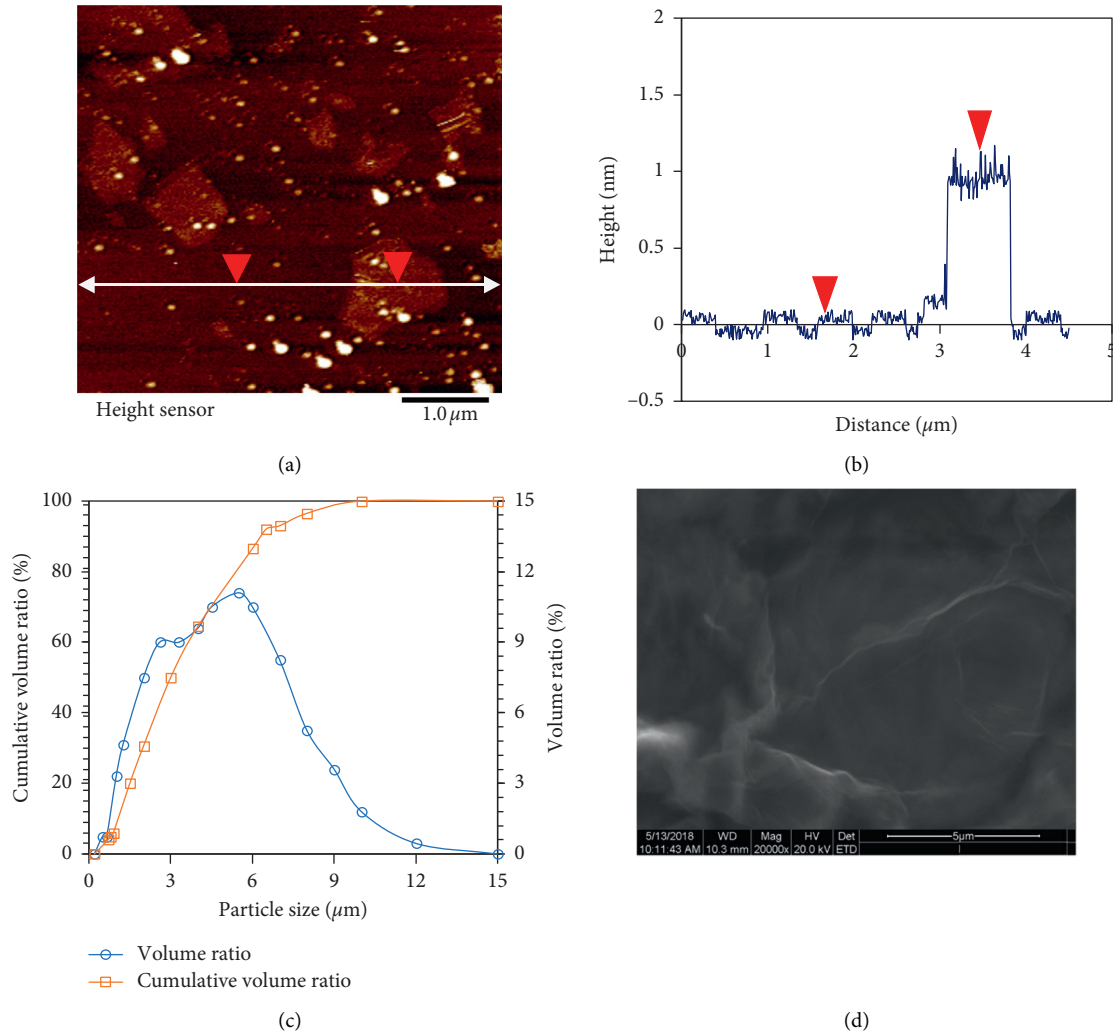 Height sensor
1.0 µm
(a)
2
1.5
1
0.5
0
–0.5
0 1 2 3 4 5
Height (nm)
Distance (µm)
(b)
100
80
60
40
20
0
Cumulative volume ratio (%)
15
12
9
6
3
0
Volume ratio (%)
0 3 6 9 12 15
Particle size (µm)
Volume ratio
Cumulative volume ratio
(c)
5/13/2018 WD Mag HV Det
10:11:43 AM 10.3 mm 20000x 20.0 kV ETD
5µm
(d)